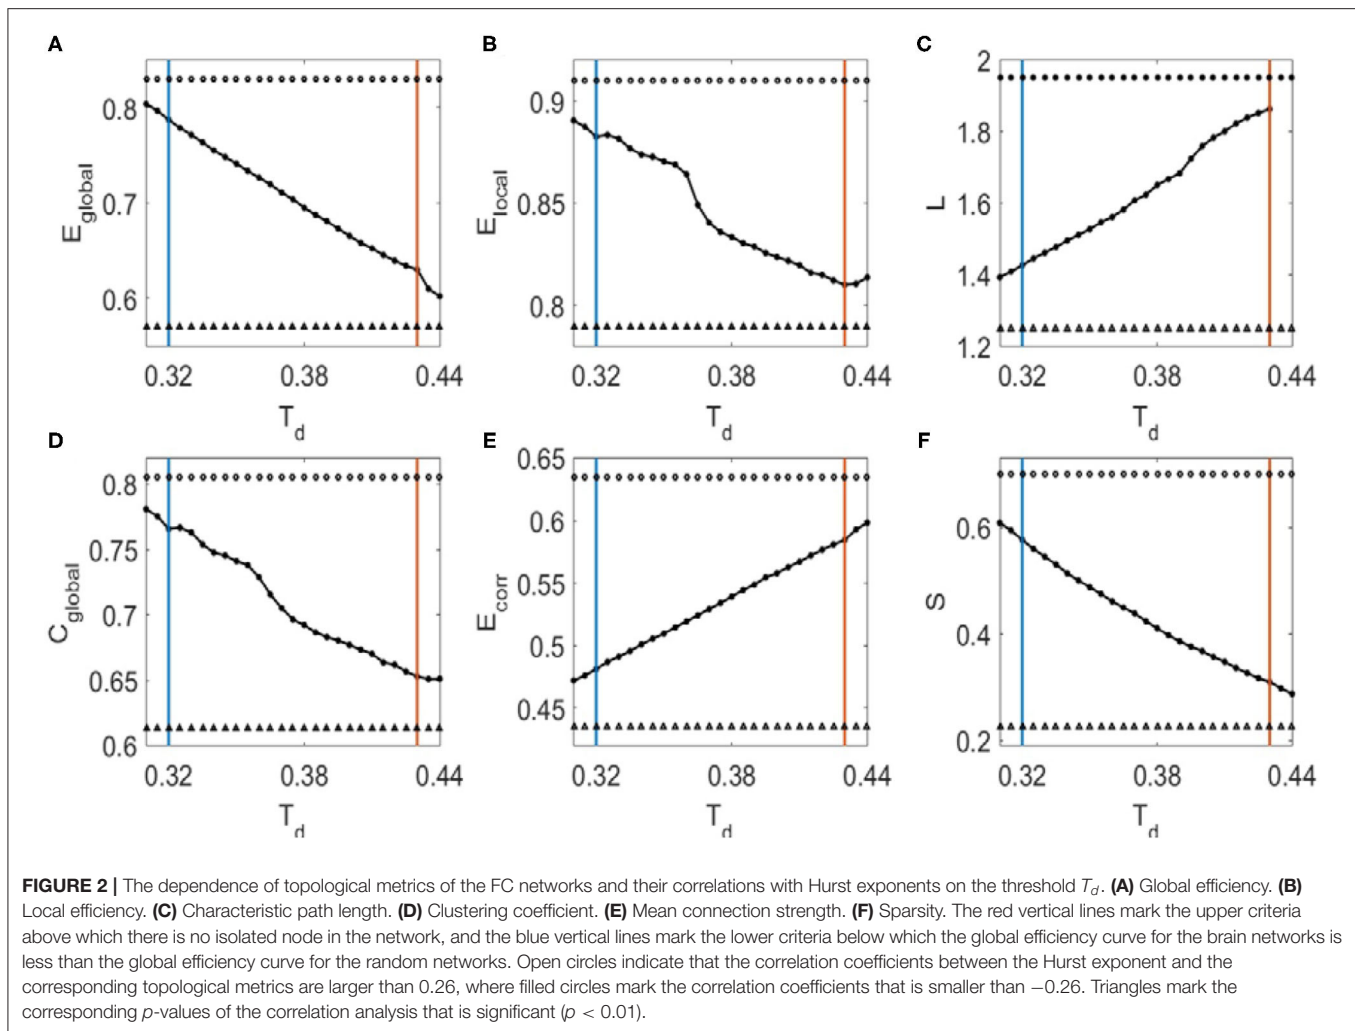 A
B
C
0.8
0.7
0.6
E global
0.32
0.38
0.44
T d
0.9
0.85
0.8
E local
0.32
0.38
0.44
T d
2
1.8
1.6
1.4
1.2
L
0.32
0.38
0.44
T d
D
E
F
0.8
0.75
0.7
0.65
0.6
C global
0.32
0.38
0.44
T d
0.65
0.6
0.55
0.5
0.45
E corr
0.32
0.38
0.44
T d
0.6
0.4
0.2
S
0.32
0.38
0.44
T d
FIGURE 2 | The dependence of topological metrics of the FC networks and their correlations with Hurst exponents on the threshold Td. (A) Global efficiency. (B)
Local efficiency. (C) Characteristic path length. (D) Clustering coefficient. (E) Mean connection strength. (F) Sparsity. The red vertical lines mark the upper criteria
above which there is no isolated node in the network, and the blue vertical lines mark the lower criteria below which the global efficiency curve for the brain networks is
less than the global efficiency curve for the random networks. Open circles indicate that the correlation coefficients between the Hurst exponent and the
corresponding topological metrics are larger than 0.26, where filled circles mark the correlation coefficients that is smaller than −0.26. Triangles mark the
corresponding p-values of the correlation analysis that is significant (p < 0.01).